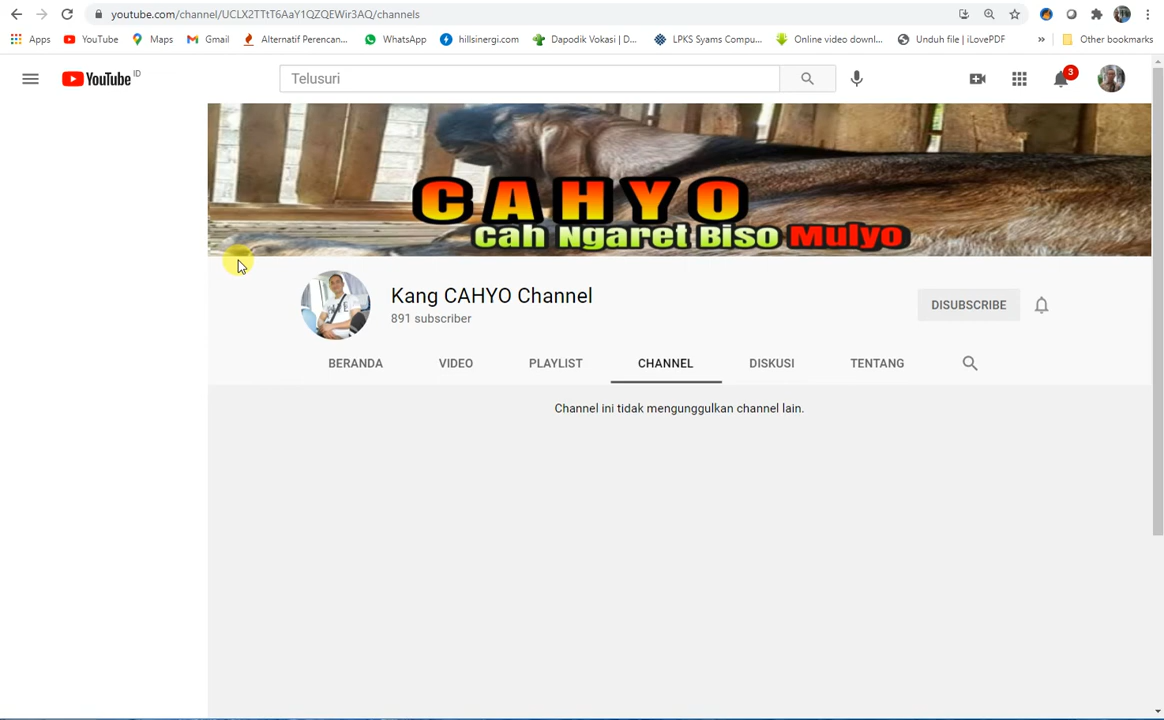 youtube.com/channel/UCLX2TTtT6AaY1QZQEWir3AQ/channels
Apps YouTube Maps Gmail Alternatif Perencan... WhatsApp hillsinergi.com Dapodik Vokasi | D... LPKS Syams Compu... Online video downl... Unduh file | iLovePDF » Other bookmarks
YouTube ID
Telusuri
3
CAHYO
Cah Ngaret Biso Mulyo
Kang CAHYO Channel
891 subscriber
DISUBSCRIBE
BERANDA VIDEO PLAYLIST CHANNEL DISKUSI TENTANG
Channel ini tidak mengunggulkan channel lain.